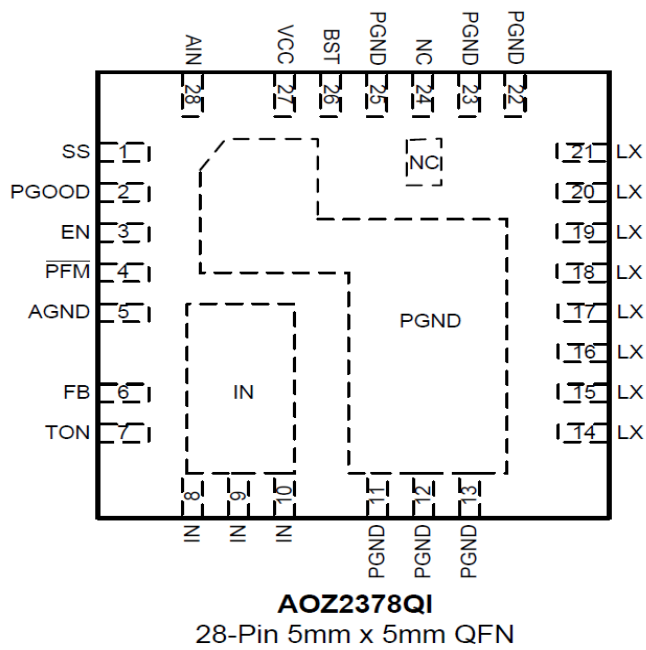 AIN VCC BST PGND NC PGND PGND
28 27 26 25 24 23 22
SS 1 21 LX
NC
PGOOD 2 20 LX
EN 3 19 LX
PFM 4 18 LX
AGND 5 17 LX
PGND
16 LX
FB 6 IN 15 LX
TON 7 14 LX
8 9 10 11 12 13
IN IN IN PGND PGND PGND
AOZ2378QI
28-Pin 5mm x 5mm QFN